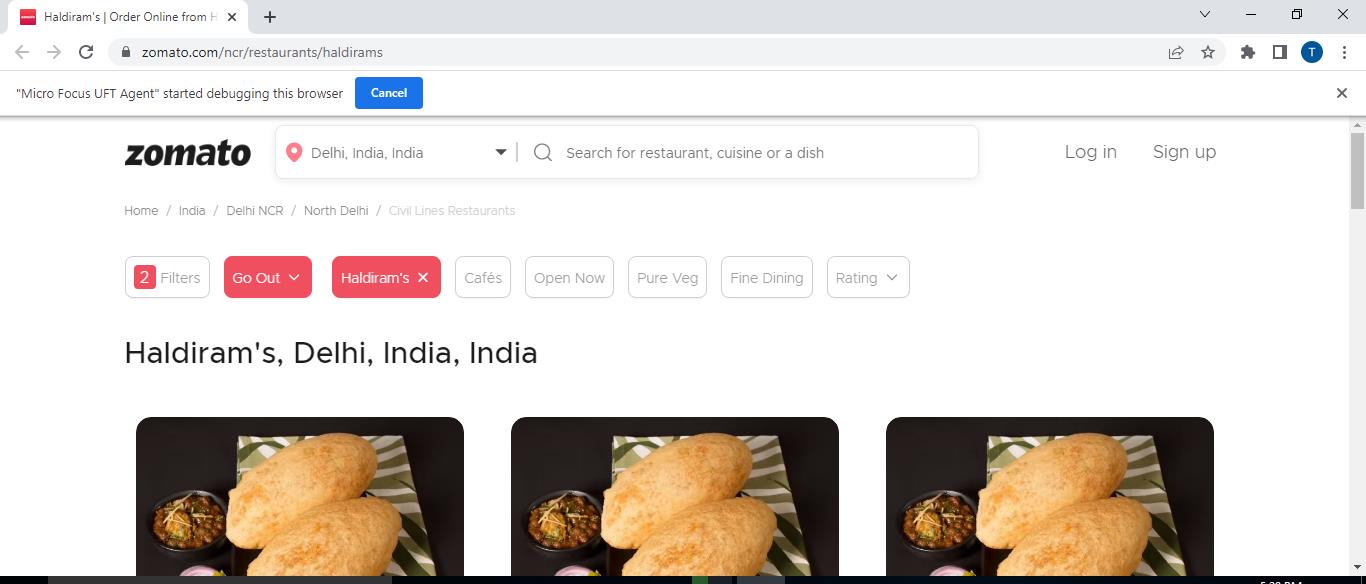 Haldiram's | Order Online from H
zomato.com/ncr/restaurants/haldirams
T
"Micro Focus UFT Agent" started debugging this browser Cancel
zomato Delhi, India, India Search for restaurant, cuisine or a dish Log in Sign up
Home / India / Delhi NCR / North Delhi / Civil Lines Restaurants
2 Filters Go Out Haldiram's Cafés Open Now Pure Veg Fine Dining Rating
Haldiram's, Delhi, India, India